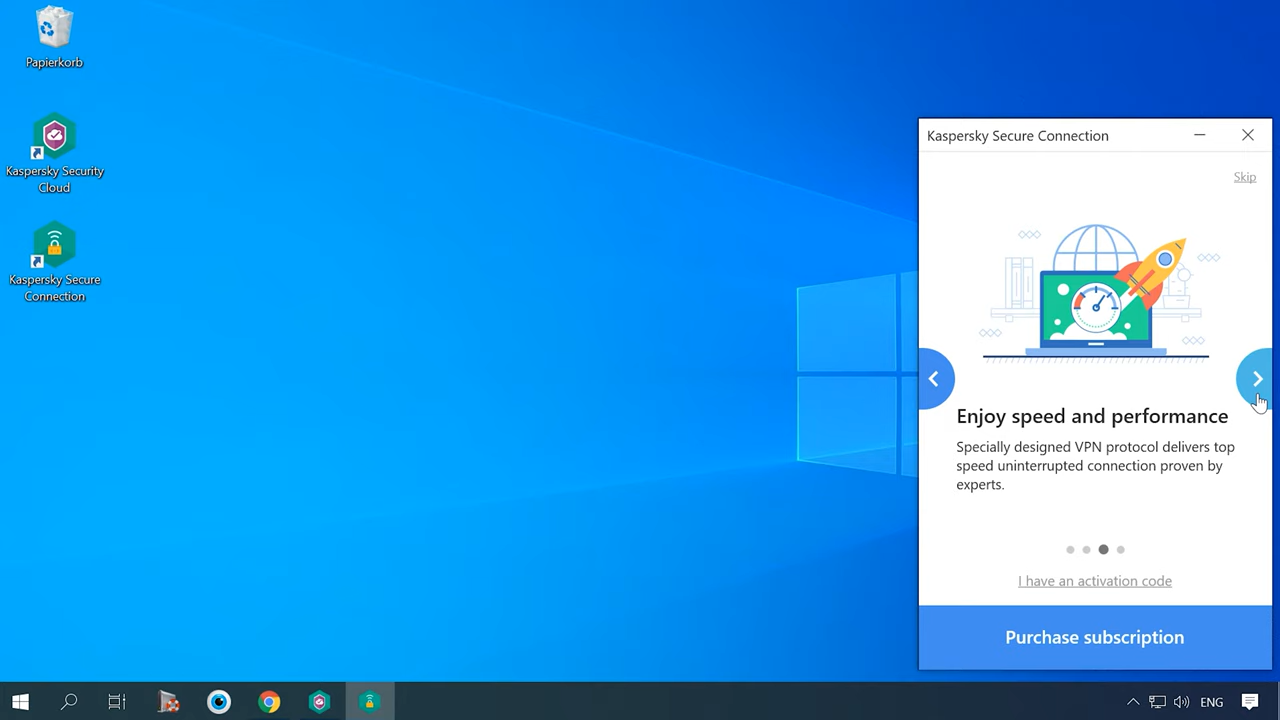 Papierkorb
Kaspersky Security
Cloud
Kaspersky Secure
Connection
Kaspersky Secure Connection
Skip
Enjoy speed and performance
Specially designed VPN protocol delivers top
speed uninterrupted connection proven by
experts.
I have an activation code
Purchase subscription
ENG